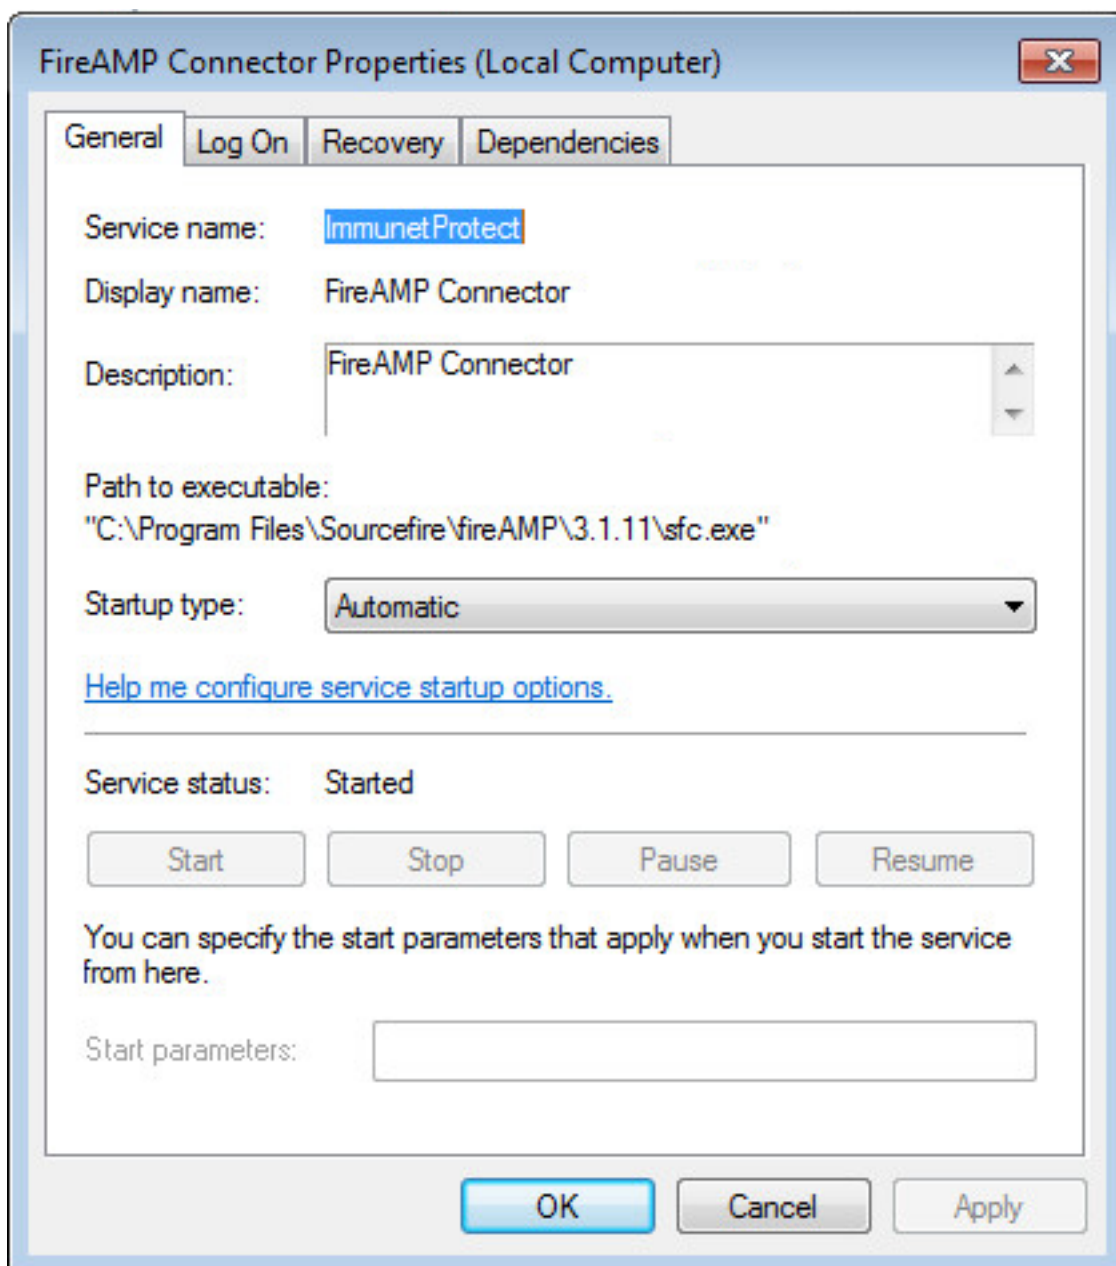 FireAMP Connector Properties (Local Computer)
General Log On Recovery Dependencies
Service name: ImmunetProtect
Display name: FireAMP Connector
Description: FireAMP Connector
Path to executable:
"C:\Program Files\Sourcefire\fireAMP\3.1.11\sfc.exe"
Startup type: Automatic
Help me configure service startup options.
Service status: Started
Start Stop Pause Resume
You can specify the start parameters that apply when you start the service
from here.
Start parameters:
OK Cancel Apply